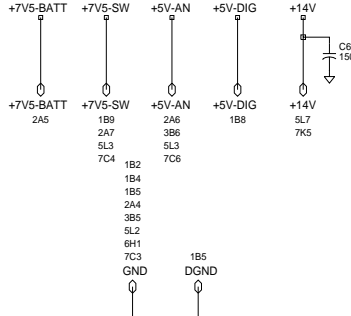 +7V5-BATT +7V5-SW +5V-AN +5V-DIG +14V
C6
150
+7V5-BATT +7V5-SW +5V-AN +5V-DIG +14V
2A5 1B9 2A6 1B8 5L7
2A7 3B6 7K5
5L3 5L3
7C4 7C6
1B2
1B4
1B5
2A4
3B5
5L2
6H1
7C3 1B5
GND DGND